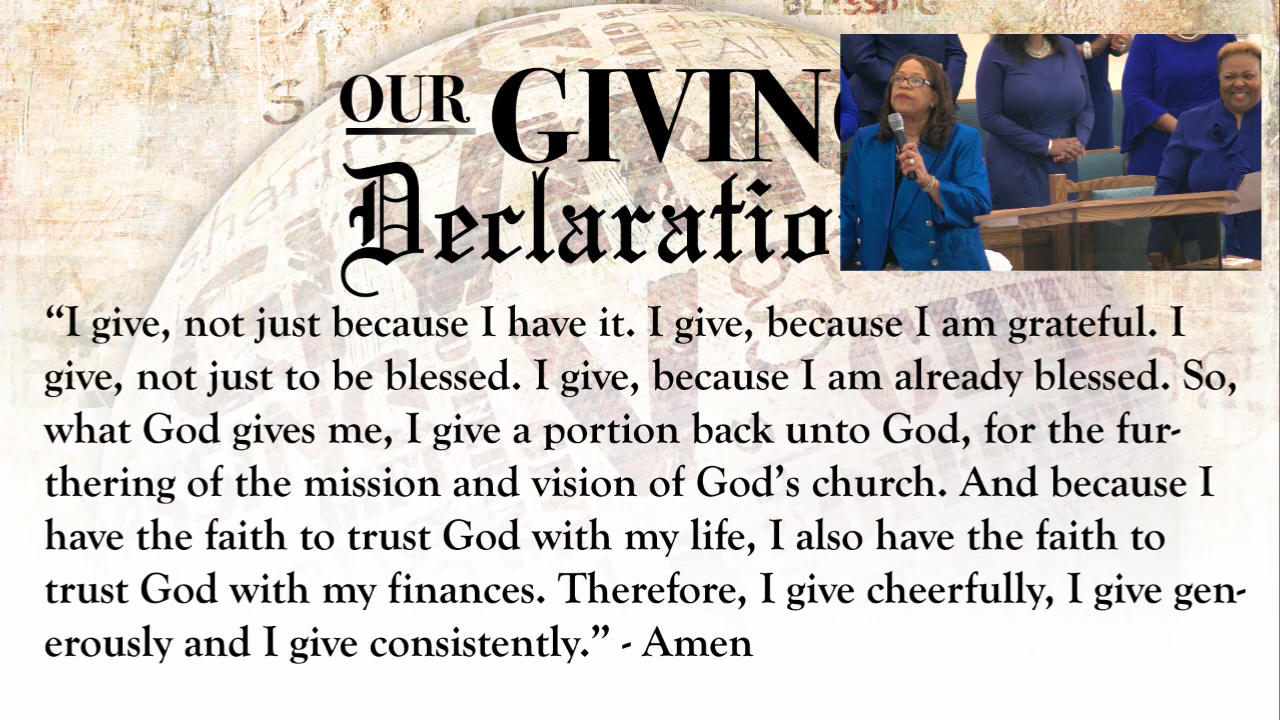 BLESSING
OUR GIVING
Declaration
“I give, not just because I have it. I give, because I am grateful. I
give, not just to be blessed. I give, because I am already blessed. So,
what God gives me, I give a portion back unto God, for the fur-
thering of the mission and vision of God’s church. And because I
have the faith to trust God with my life, I also have the faith to
trust God with my finances. Therefore, I give cheerfully, I give gen-
erously and I give consistently.” - Amen